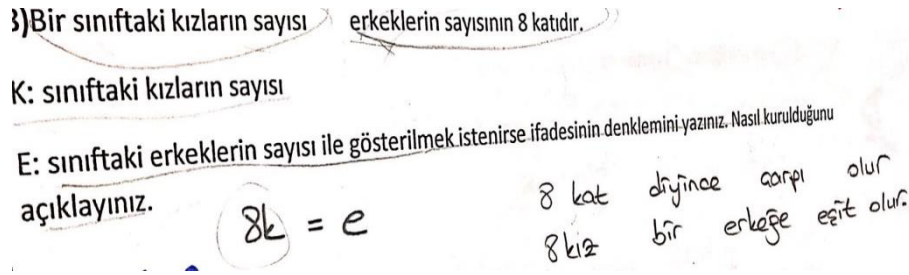 3)Bir sınıftaki kızların sayısı erkeklerin sayısının 8 katıdır.
K: sınıftaki kızların sayısı
E: sınıftaki erkeklerin sayısı ile gösterilmek istenirse ifadesinin denklemini yazınız. Nasıl kurulduğunu
açıklayınız.
8k = e
8 kat diyince çarpı olur
8 kız bir erkeğe eşit olur.